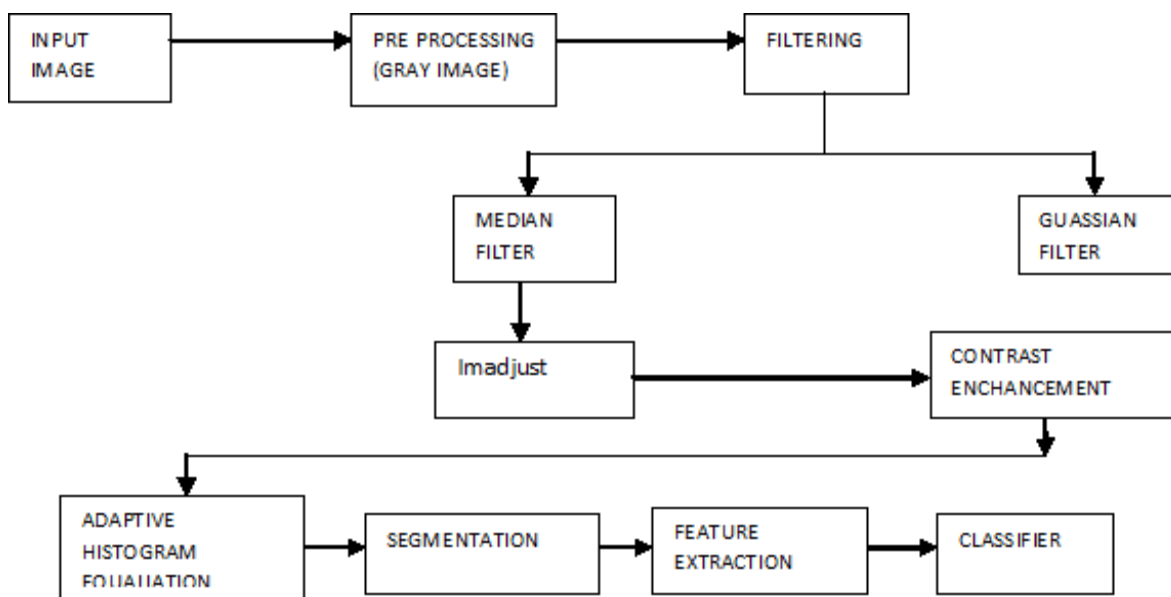 INPUT
IMAGE
PRE PROCESSING
(GRAY IMAGE)
FILTERING
MEDIAN
FILTER
GUASSIAN
FILTER
Imadjust
CONTRAST
ENCHANCEMENT
ADAPTIVE
HISTOGRAM
SEGMENTATION
FEATURE
EXTRACTION
CLASSIFIER